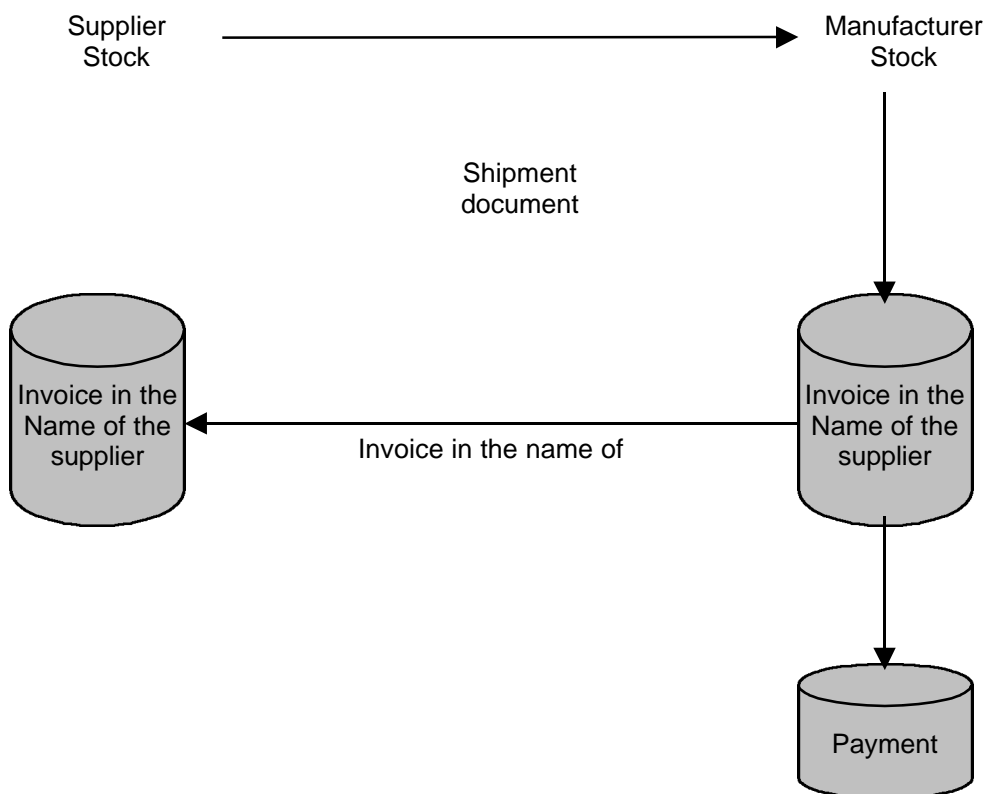 Supplier
Stock
Manufacturer
Stock
Shipment
document
Invoice in the
Name of the
supplier
Invoice in the name of
Invoice in the
Name of the
supplier
Payment